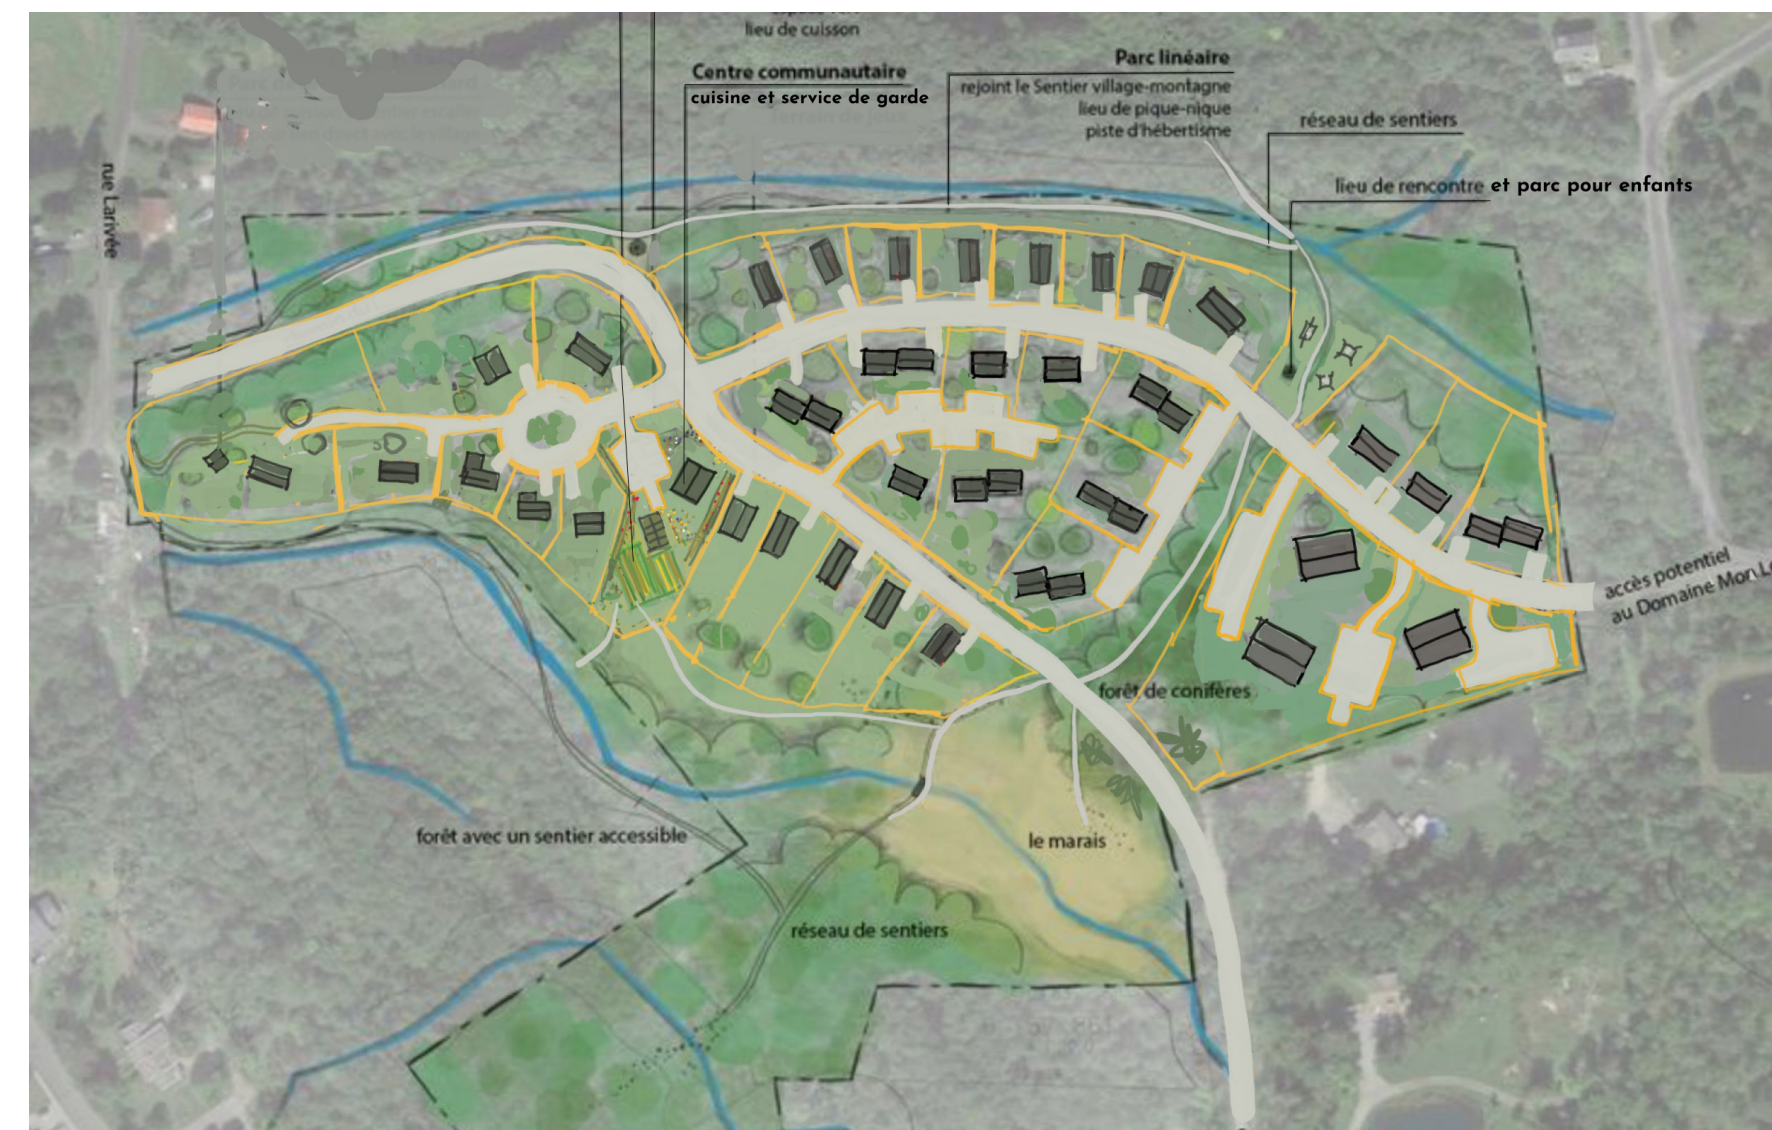 lieu de cuisson
Centre communautaire
cuisine et service de garde
Parc linéaire
rejoint le Sentier village-montagne
lieu de pique-nique
piste d'hébertisme
réseau de sentiers
lieu de rencontre et parc pour enfants
rue Larivée
accès potentiel
au Domaine Mon
forêt de conifères
forêt avec un sentier accessible
le marais
réseau de sentiers